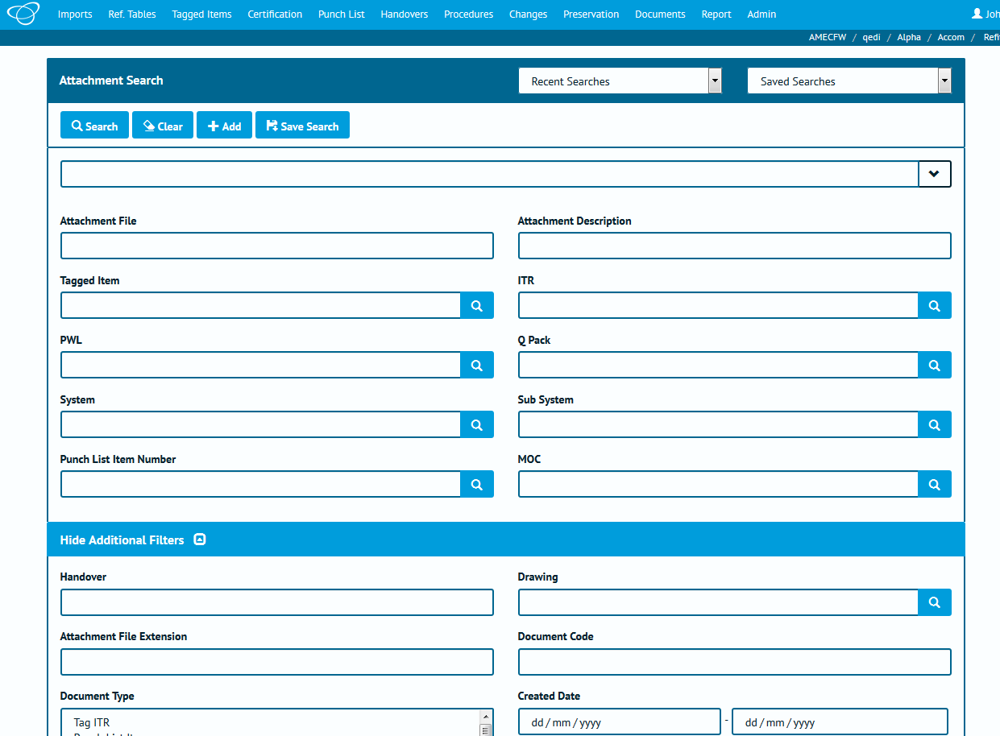 Imports Ref. Tables Tagged Items Certification Punch List Handovers Procedures Changes Preservation Documents Report Admin
AMECFW / qedi / Alpha / Accom /
Attachment Search Recent Searches Saved Searches
Search Clear Add Save Search
Attachment File Attachment Description
Tagged Item ITR
PWL Q Pack
System Sub System
Punch List Item Number MOC
Hide Additional Filters
Handover Drawing
Attachment File Extension Document Code
Document Type Created Date
Tag ITR dd / mm / yyyy - dd / mm / yyyy